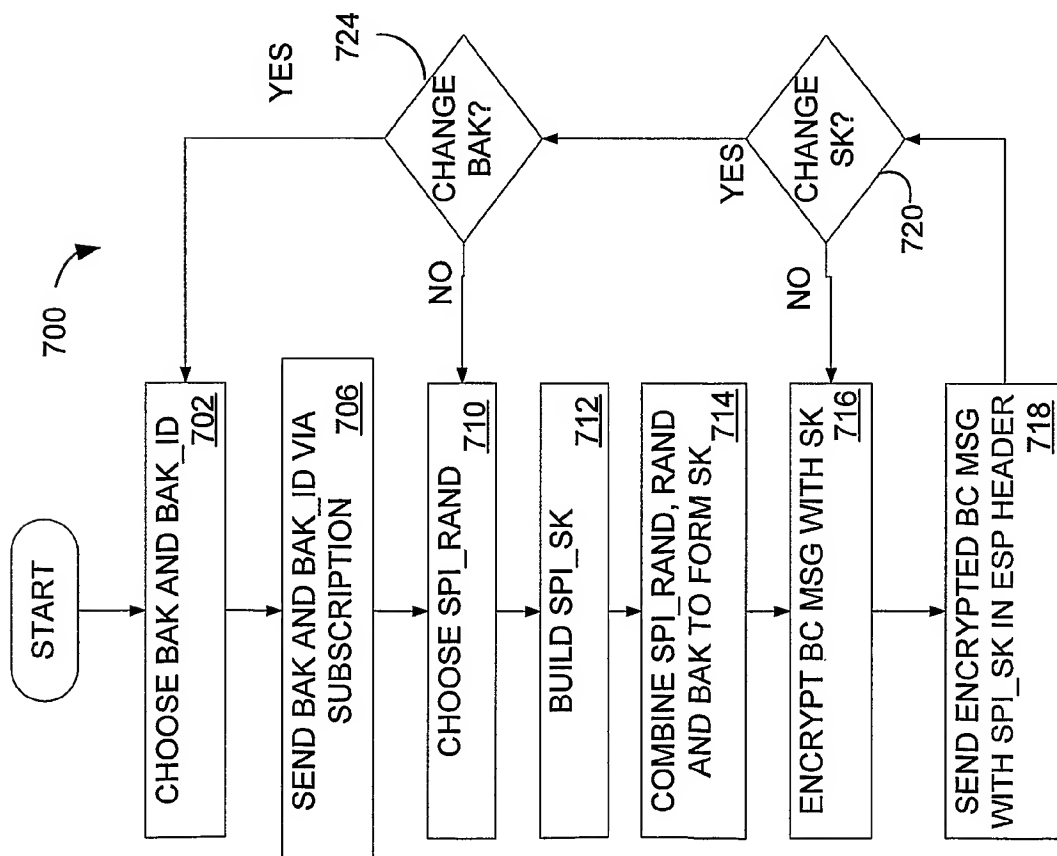 700
START
CHOOSE BAK AND BAK_ID
702
SEND BAK AND BAK_ID VIA
SUBSCRIPTION
706
CHOOSE SPI_RAND
710
BUILD SPI_SK
712
COMBINE SPI_RAND, RAND
AND BAK TO FORM SK
714
ENCRYPT BC MSG WITH SK
716
SEND ENCRYPTED BC MSG
WITH SPI_SK IN ESP HEADER
718
CHANGE
SK?
720
NO
YES
CHANGE
BAK?
724
NO
YES